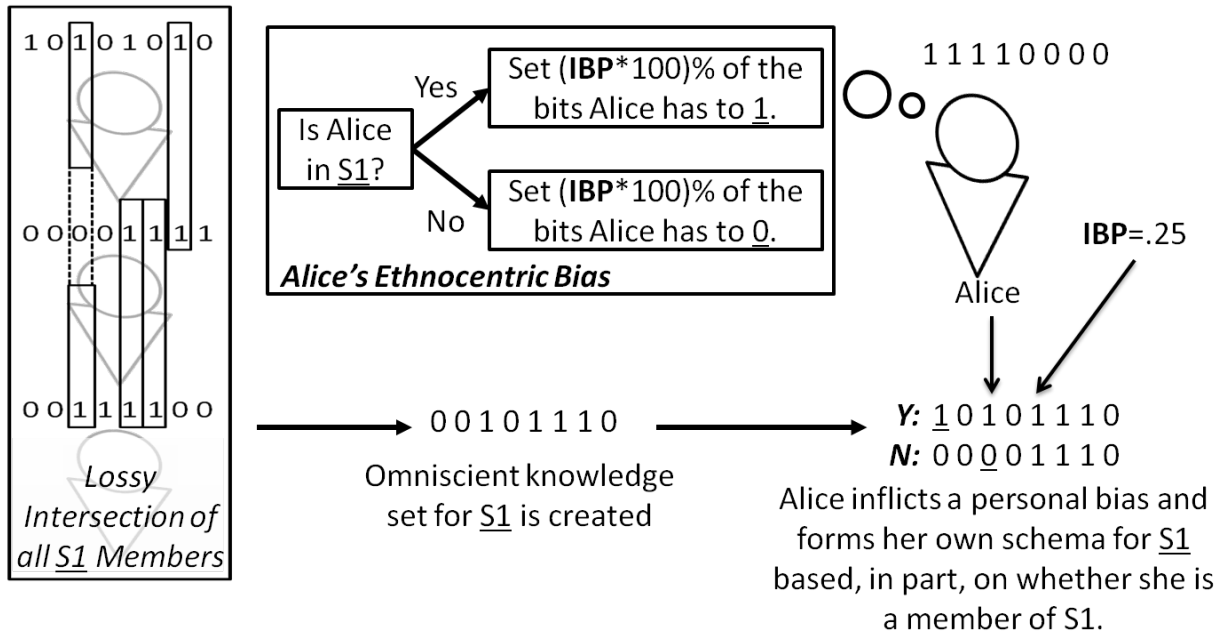 1 0 1 0 1 0 1 0
0 0 0 0 1 1 1 1
0 0 1 1 1 1 0 0
Lossy
Intersection of
all S1 Members
Is Alice
in S1?
Yes
No
Set (IBP*100)% of the
bits Alice has to 1.
Set (IBP*100)% of the
bits Alice has to 0.
Alice's Ethnocentric Bias
1 1 1 1 0 0 0 0
Alice
IBP=.25
0 0 1 0 1 1 1 0
Omniscient knowledge
set for S1 is created
Y: 1 0 1 0 1 1 1 0
N: 0 0 0 0 1 1 1 0
Alice inflicts a personal bias and
forms her own schema for S1
based, in part, on whether she is
a member of S1.